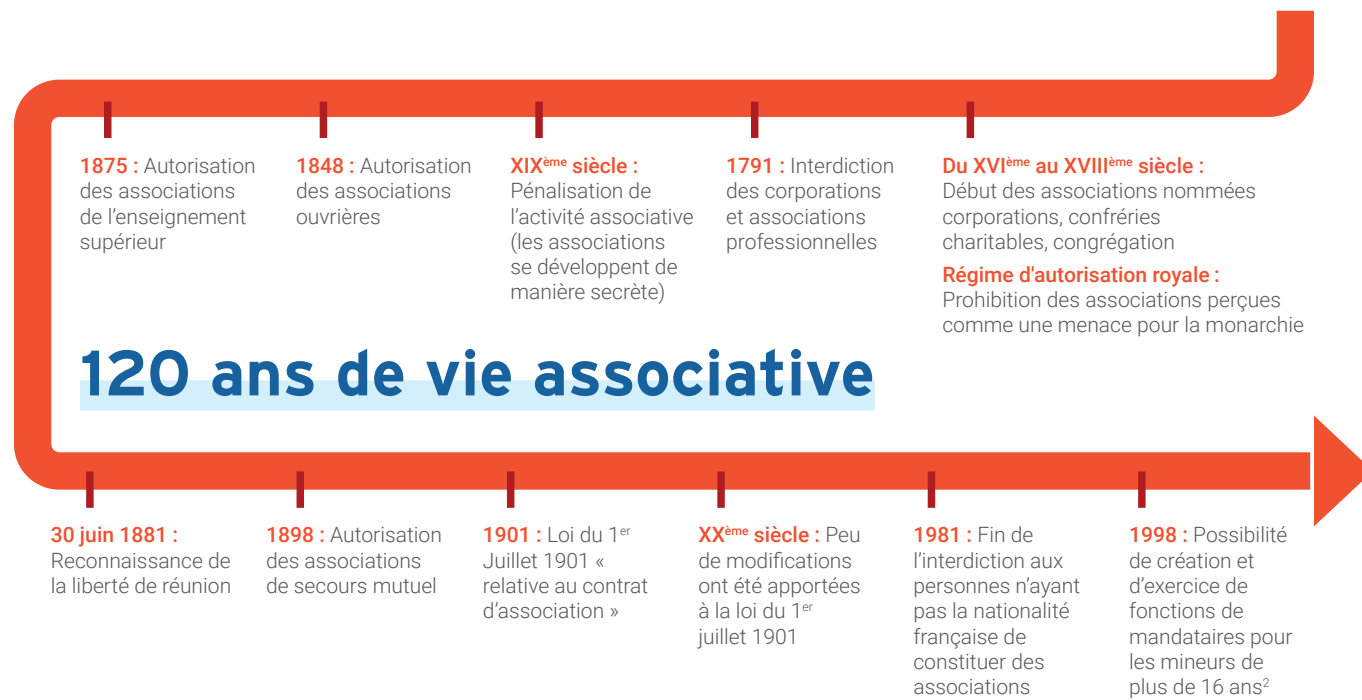 1875 : Autorisation
des associations
de l'enseignement
supérieur
1848 : Autorisation
des associations
ouvrières
XIXème siècle :
Pénalisation de
l'activité associative
(les associations
se développent de
manière secrète)
1791 : Interdiction
des corporations
et associations
professionnelles
Du XVIème au XVIIIème siècle :
Début des associations nommées
corporations, confréries
charitables, congrégation
Régime d'autorisation royale :
Prohibition des associations perçues
comme une menace pour la monarchie
120 ans de vie associative
30 juin 1881 :
Reconnaissance de
la liberté de réunion
1898 : Autorisation
des associations
de secours mutuel
1901 : Loi du 1er
Juillet 1901 «
relative au contrat
d'association »
XXème siècle : Peu
de modifications
ont été apportées
à la loi du 1er
juillet 1901
1981 : Fin de
l'interdiction aux
personnes n'ayant
pas la nationalité
française de
constituer des
associations
1998 : Possibilité
de création et
d'exercice de
fonctions de
mandataires pour
les mineurs de
plus de 16 ans2